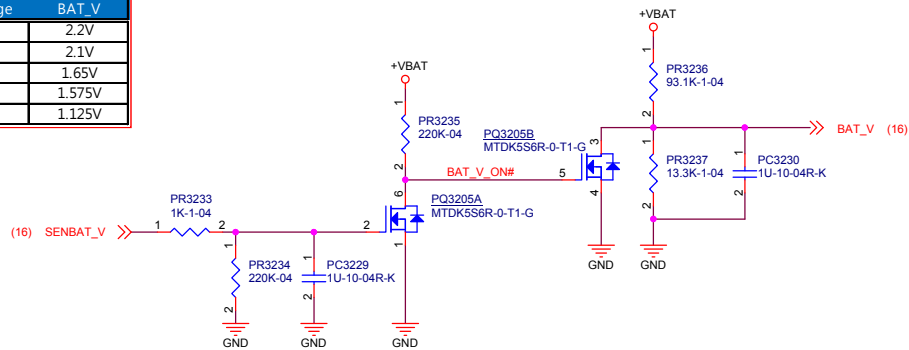 BAT_V
2.2V
2.1V
1.65V
1.575V
1.125V
+VBAT
1
PR3236
93.1K-1-04
2
+VBAT
1
PR3235
220K-04
2
PQ3205B
MTDK5S6R-0-T1-G
3
BAT_V (16)
BAT_V_ON#
5
4
1
PR3237
13.3K-1-04
2
1
PC3230
1U-10-04R-K
2
GND
GND
6
PQ3205A
MTDK5S6R-0-T1-G
PR3233
1K-1-04
(16) SENBAT_V
1
2
2
1
1
PR3234
220K-04
2
1
PC3229
1U-10-04R-K
2
GND
GND
GND